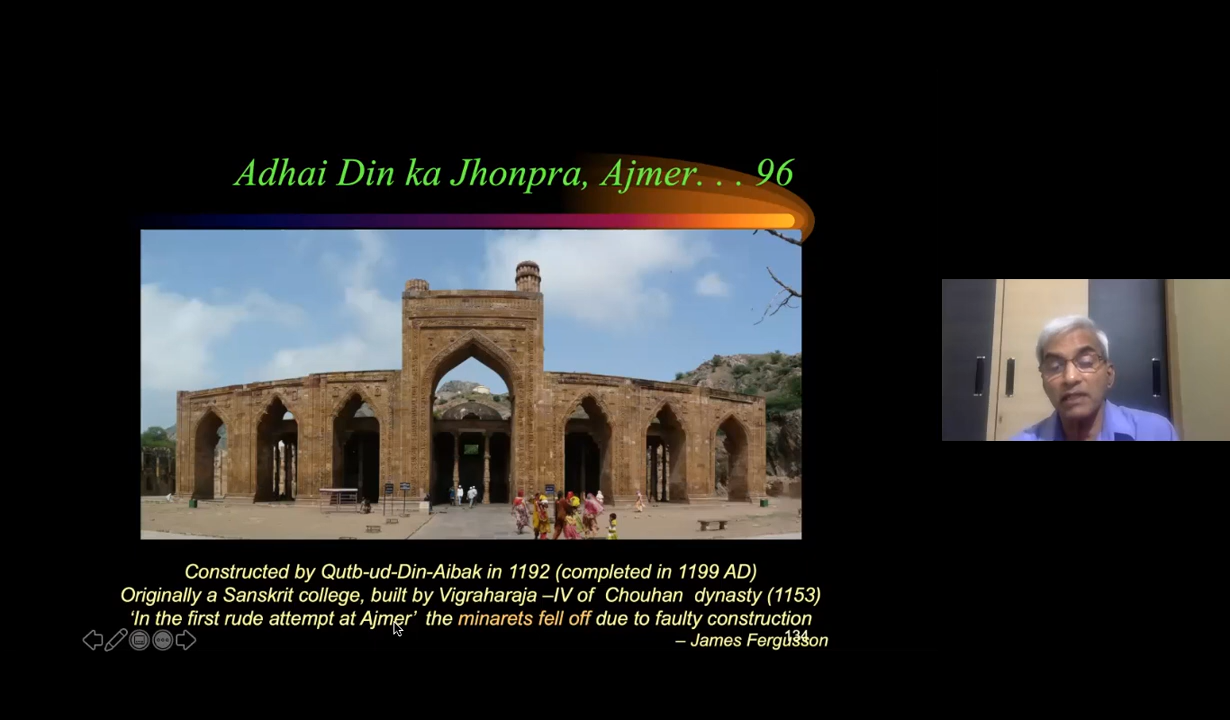 Adhai Din ka Jhonpra, Ajmer. . . 96
Constructed by Qutb-ud-Din-Aibak in 1192 (completed in 1199 AD)
Originally a Sanskrit college, built by Vigraharaja –IV of Chouhan dynasty (1153)
‘In the first rude attempt at Ajmer’ the minarets fell off due to faulty construction
– James Fergusson
134